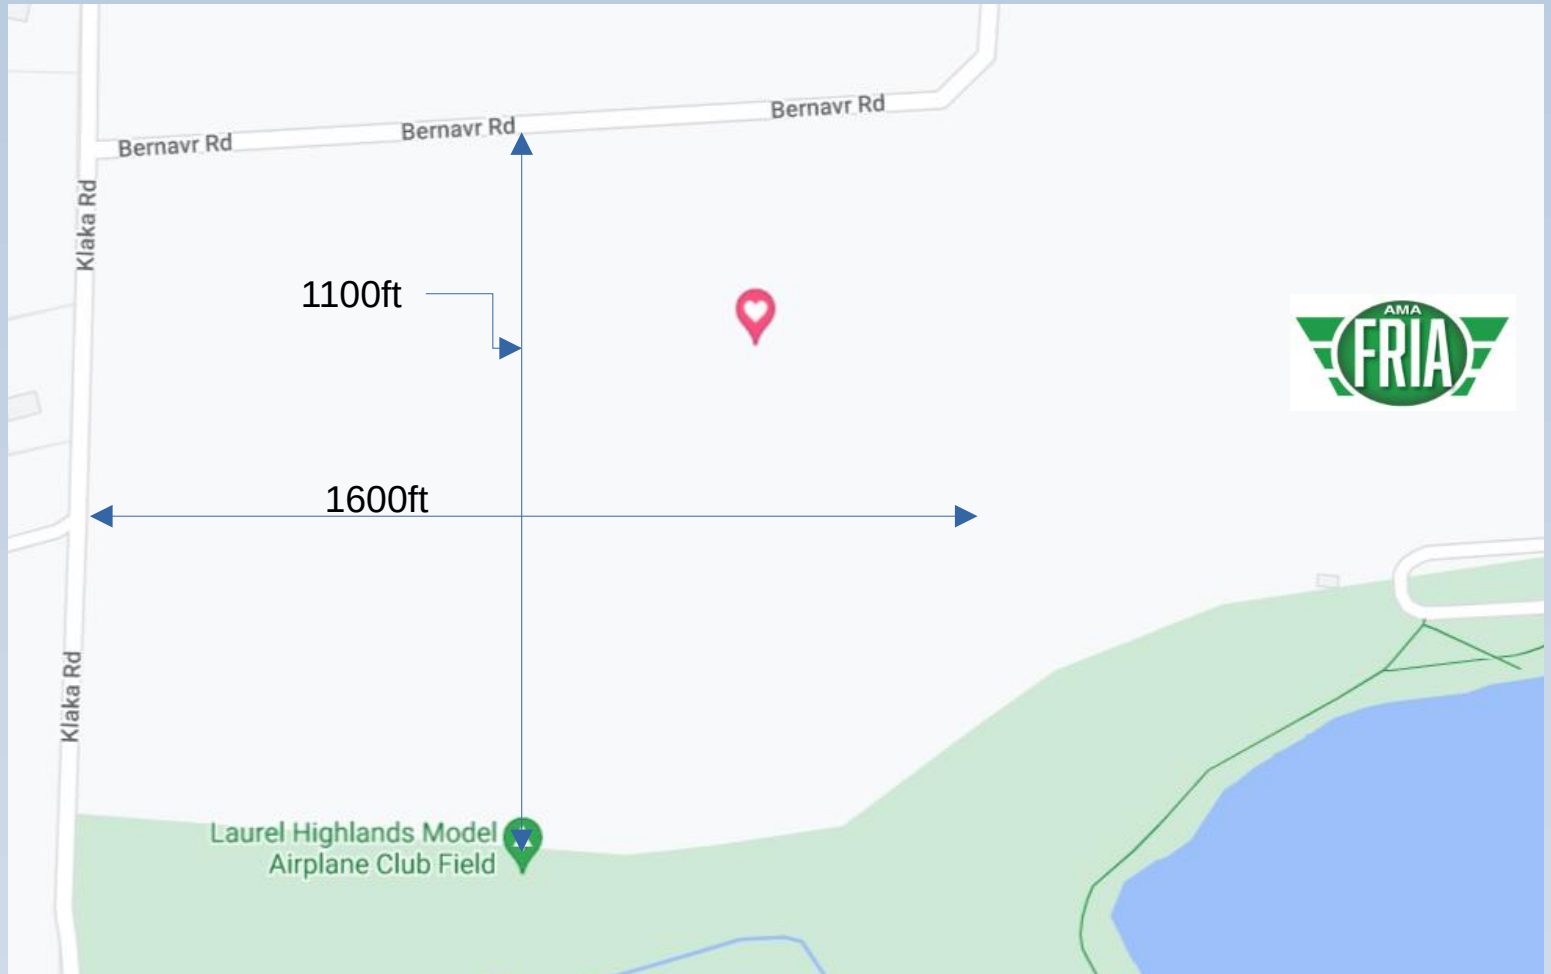 Bernavr Rd
Bernavr Rd
Bernavr Rd
Klaka Rd
1100ft
AMA
FRIA
1600ft
Klaka Rd
Laurel Highlands Model
Airplane Club Field